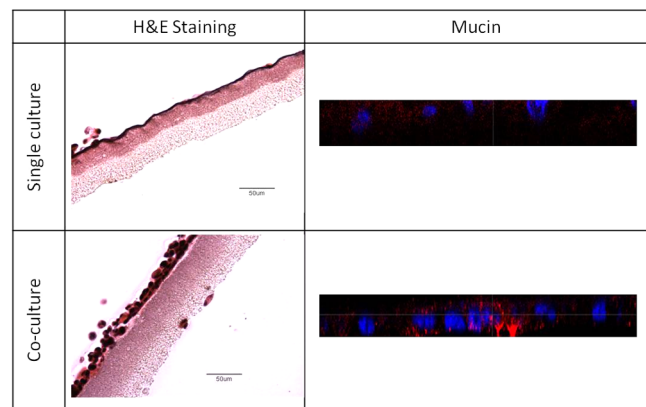 H&E Staining
Mucin
Single culture
50um
Co-culture
50um